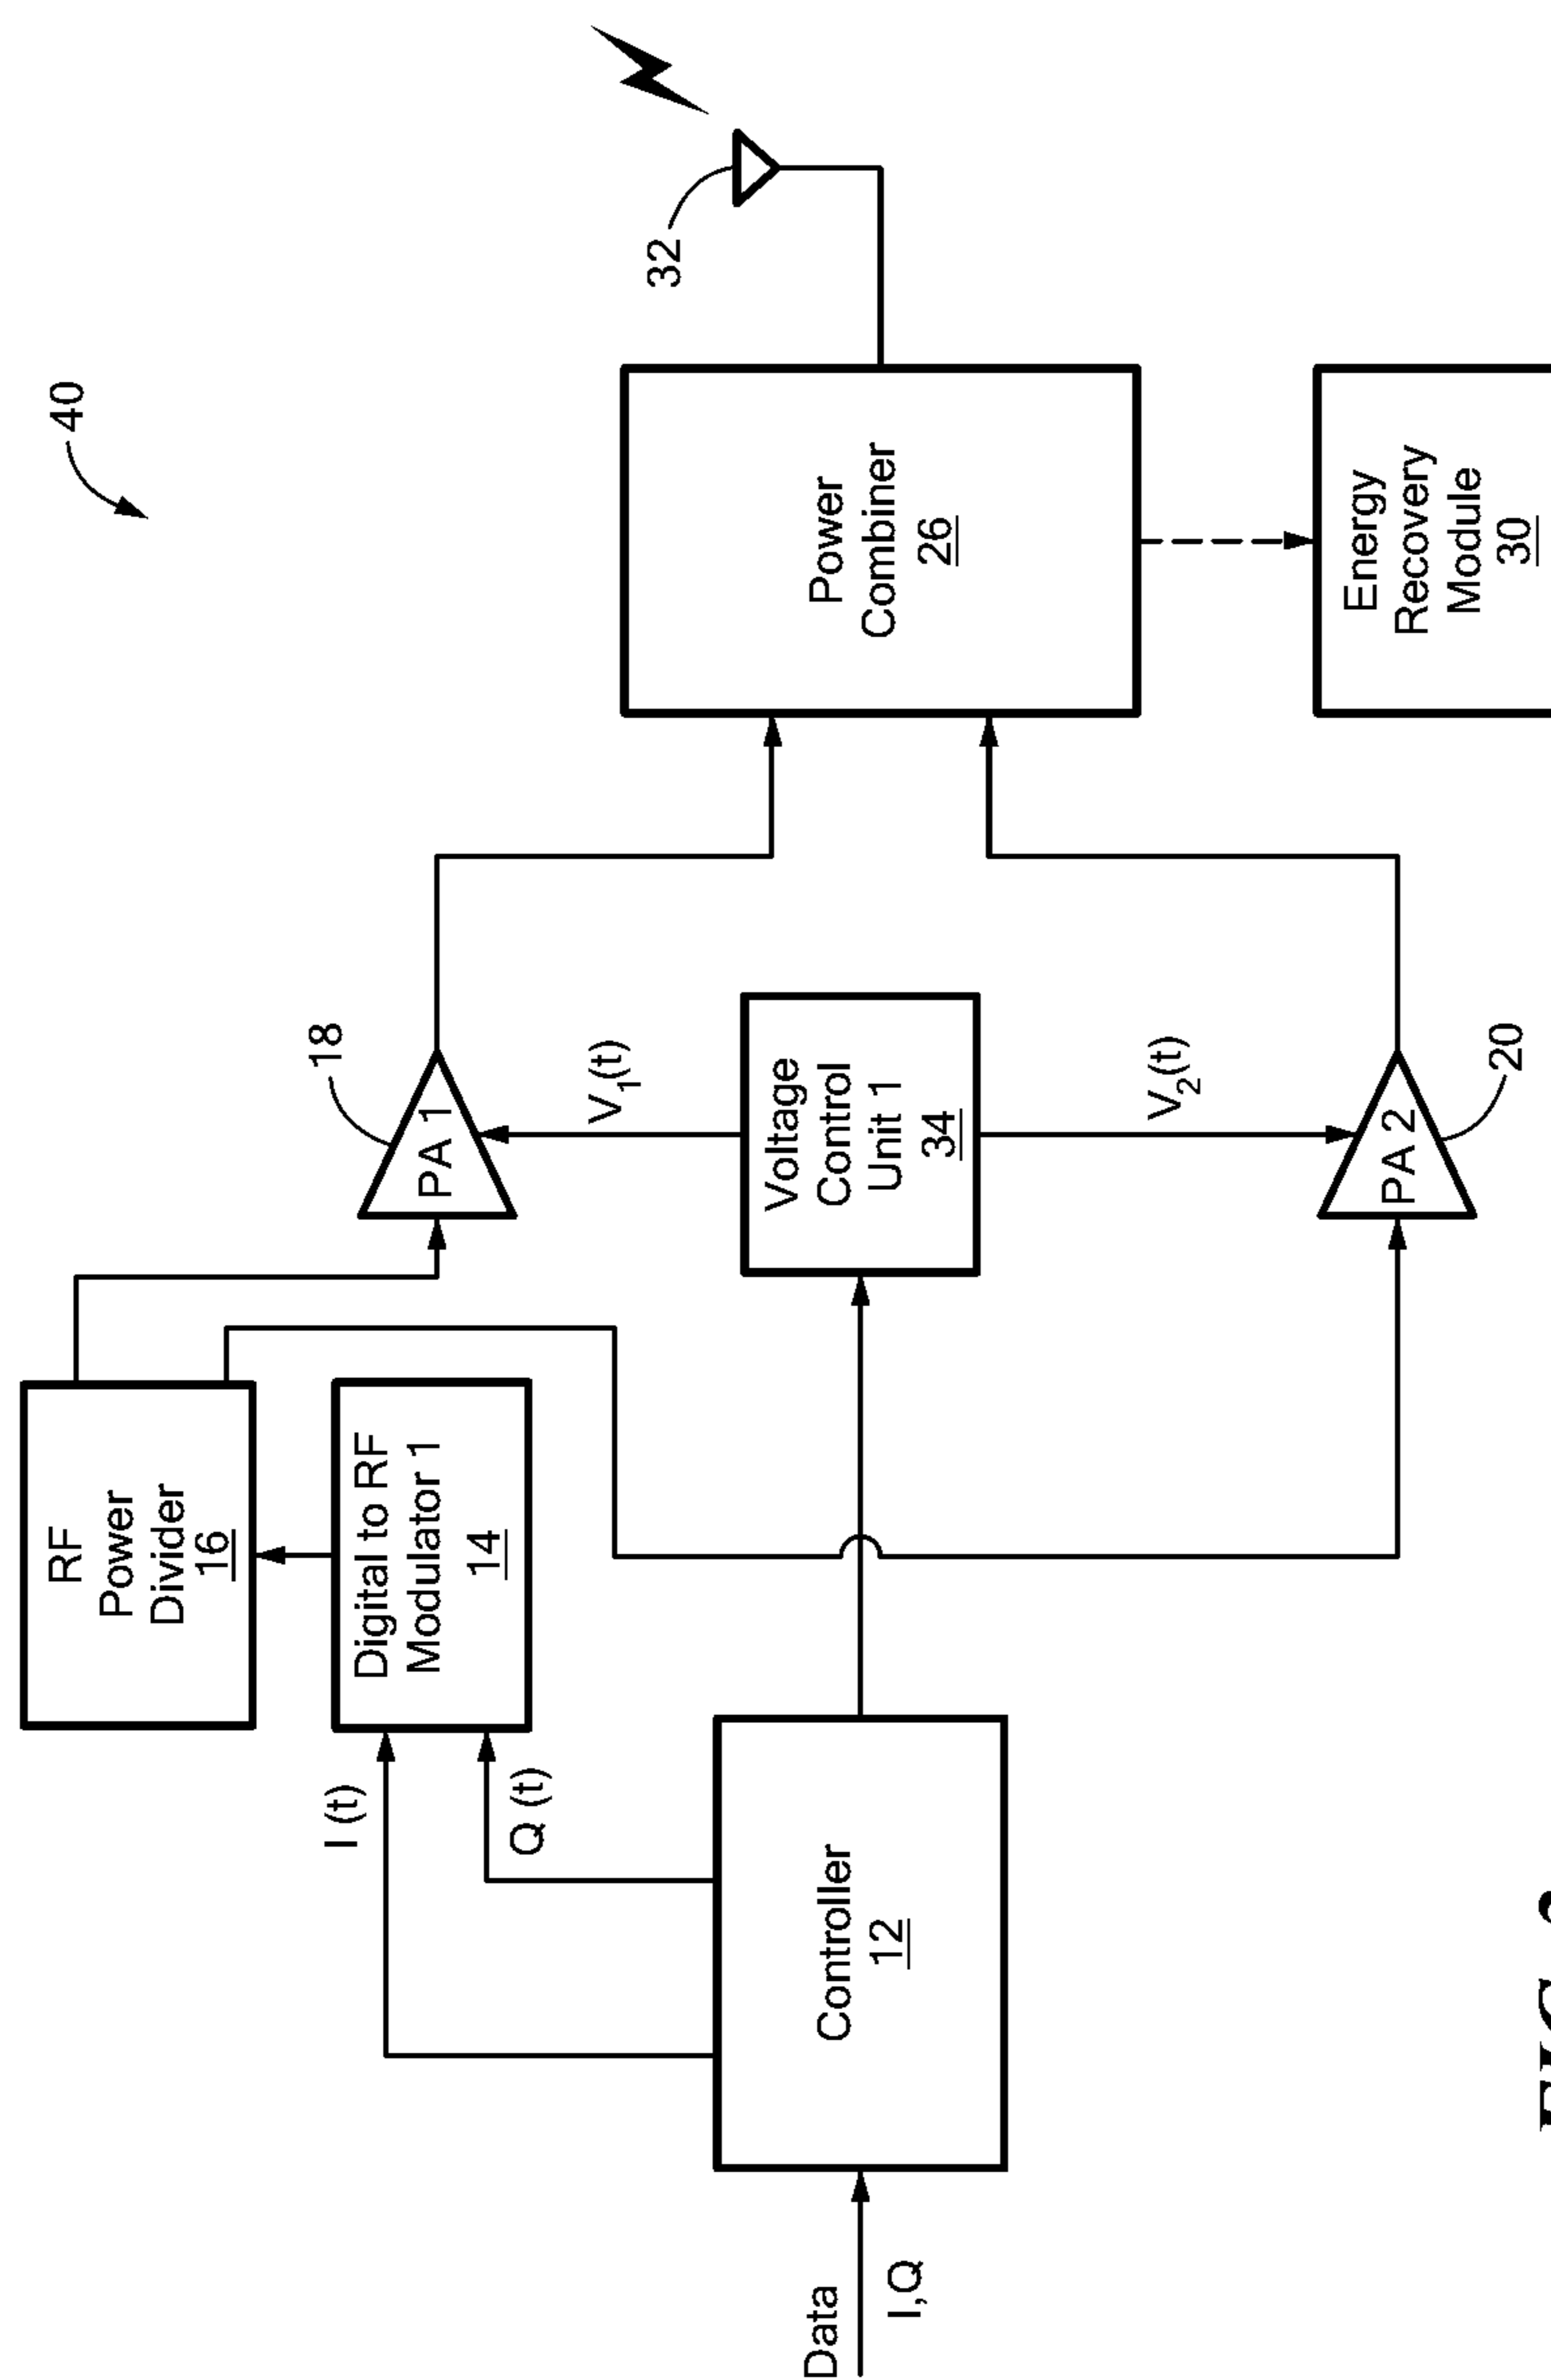 40
RF
Power
Divider
16
Digital to RF
Modulator 1
14
I (t)
Q (t)
18
PA 1
V1(t)
Voltage
Control
Unit 1
34
V2(t)
PA 2
20
Data
I,Q
Controller
12
Power
Combiner
26
32
Energy
Recovery
Module
30